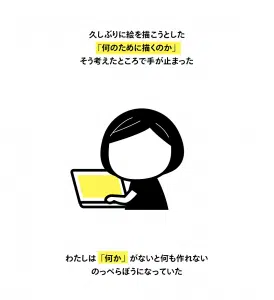 久しぶりに絵を描こうとした
「何のために描くのか」
そう考えたところで手が止まった
わたしは「何か」がないと何も作れない
のっぺらぼうになっていた